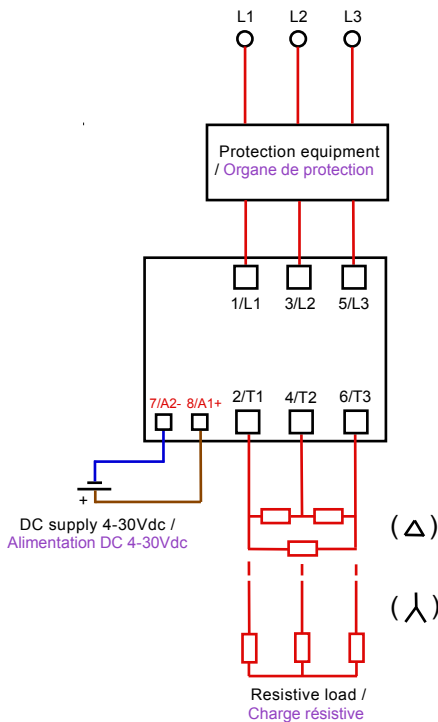 L1 L2 L3
Protection equipment
/ Organe de protection
1/L1 3/L2 5/L3
7/A2- 8/A1+ 2/T1 4/T2 6/T3
+
DC supply 4-30Vdc /
Alimentation DC 4-30Vdc
(Δ)
(⅄)
Resistive load /
Charge résistive